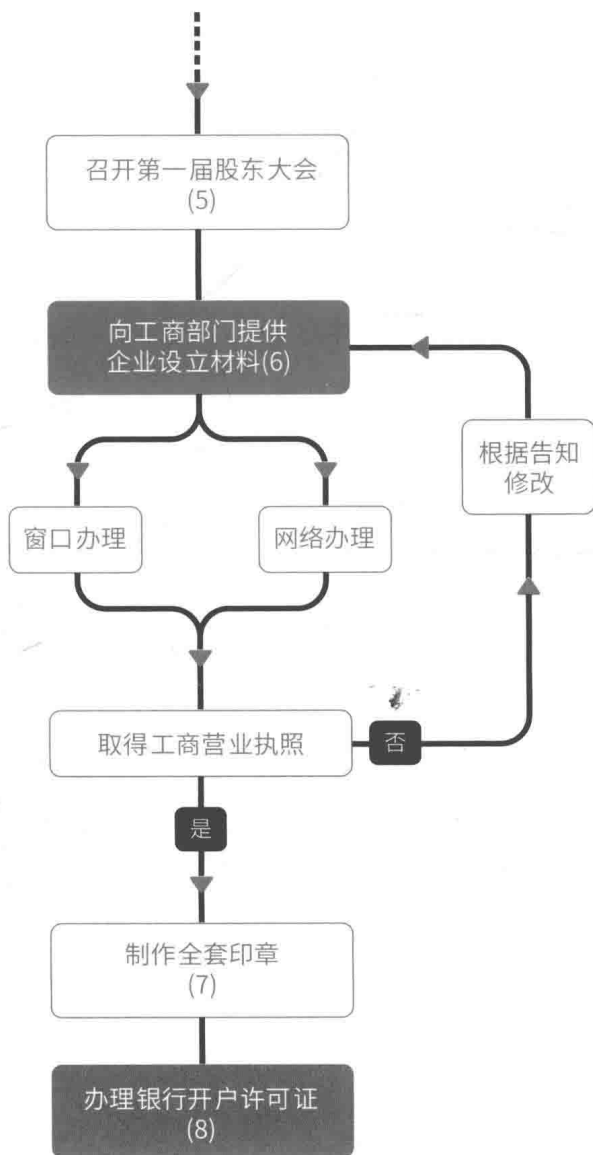 召开第一届股东大会
(5)
向工商部门提供
企业设立材料(6)
根据告知
修改
窗口办理
网络办理
取得工商营业执照
否
是
制作全套印章
(7)
办理银行开户许可证
(8)